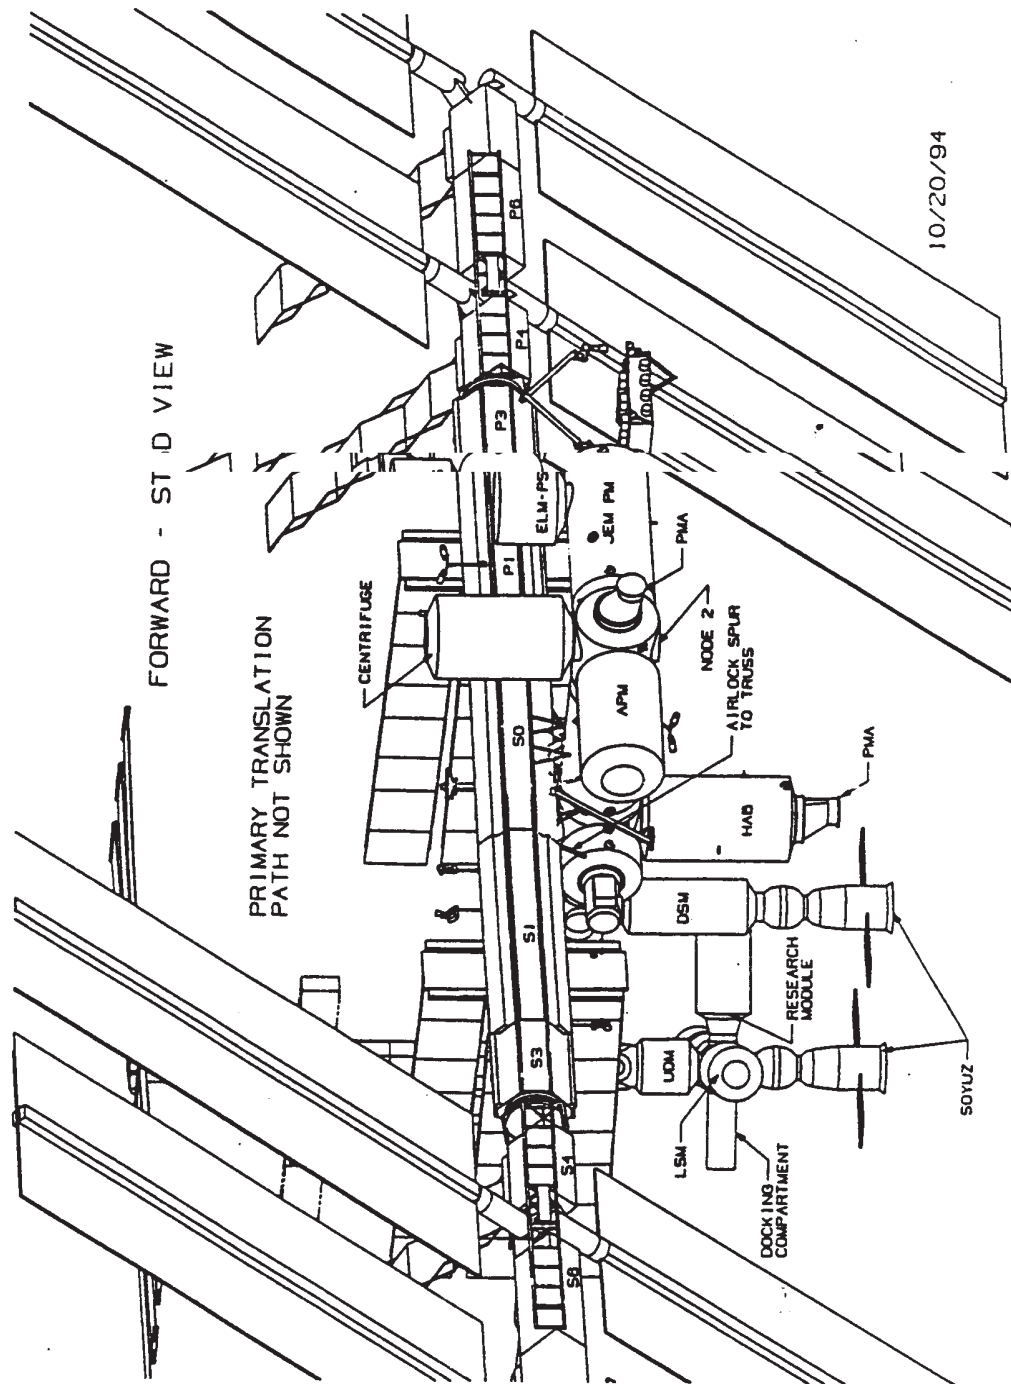 FORWARD - ST D VIEW
PRIMARY TRANSLATION
PATH NOT SHOWN
CENTRIFUGE
S6
S4
S3
S1
S0
P1
ELM-PS
P3
P4
P6
JEM PM
PMA
NODE 2
APM
AIRLOCK SPUR
TO TRUSS
HAB
PMA
DSM
RESEARCH
MODULE
UDM
LSM
DOCKING
COMPARTMENT
SOYUZ
10/20/94